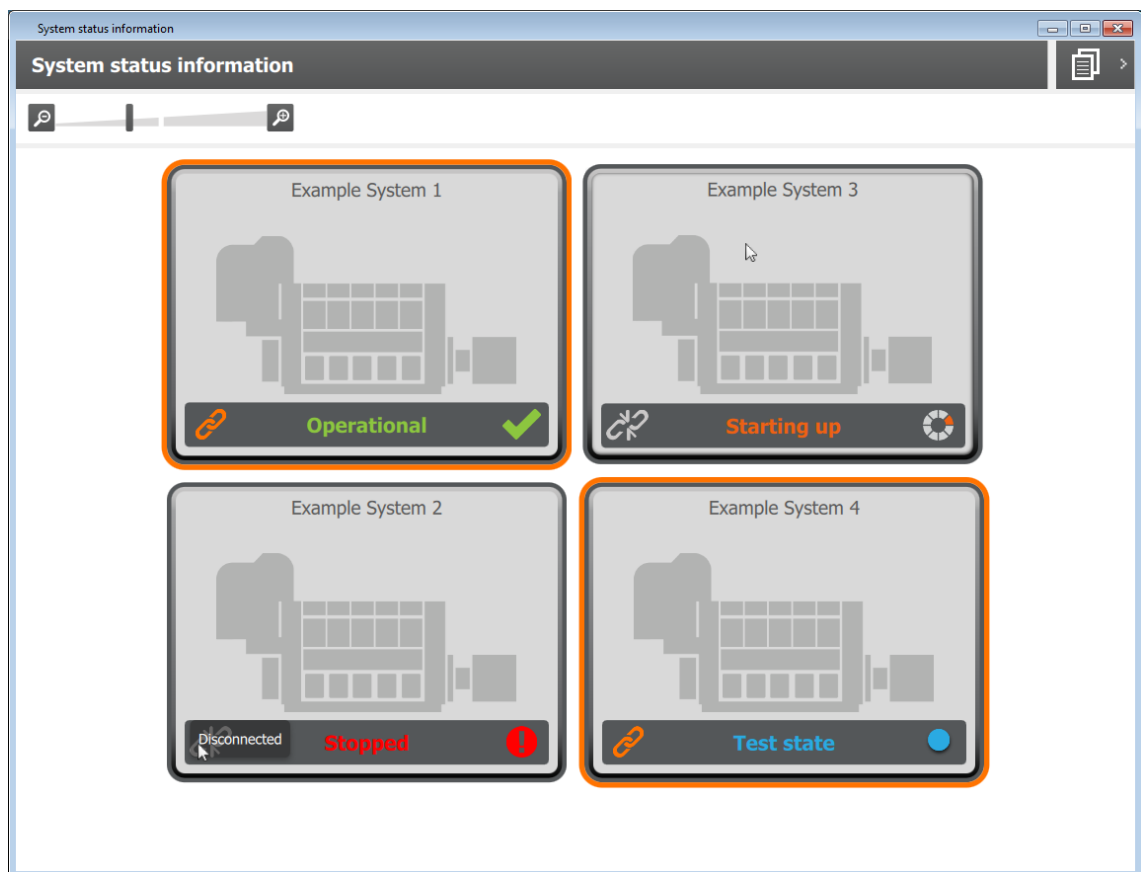 System status information
System status information
Example System 1
Operational
Example System 3
Starting up
Example System 2
Disconnected
Stopped
Example System 4
Test state